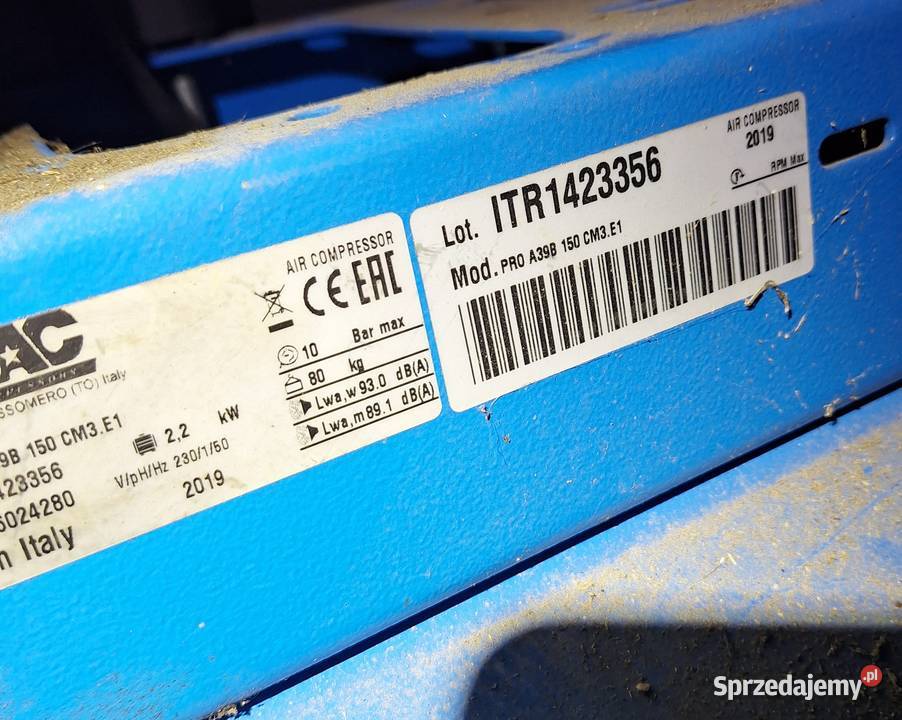 AC
SSOMERO (TO) Italy
9B 150 CM3.E1
423356
6024280
n Italy
2,2 kW
V/pH/Hz 230/1/50
2019
AIR COMPRESSOR
CE EAC
10 Bar max
80 kg
Lwa,w 93.0 dB(A)
Lwa,m 89.1 dB(A)
AIR COMPRESSOR
2019
RPM Max
Lot. ITR1423356
Mod. PRO A39B 150 CM3.E1
Sprzedajemy.pl